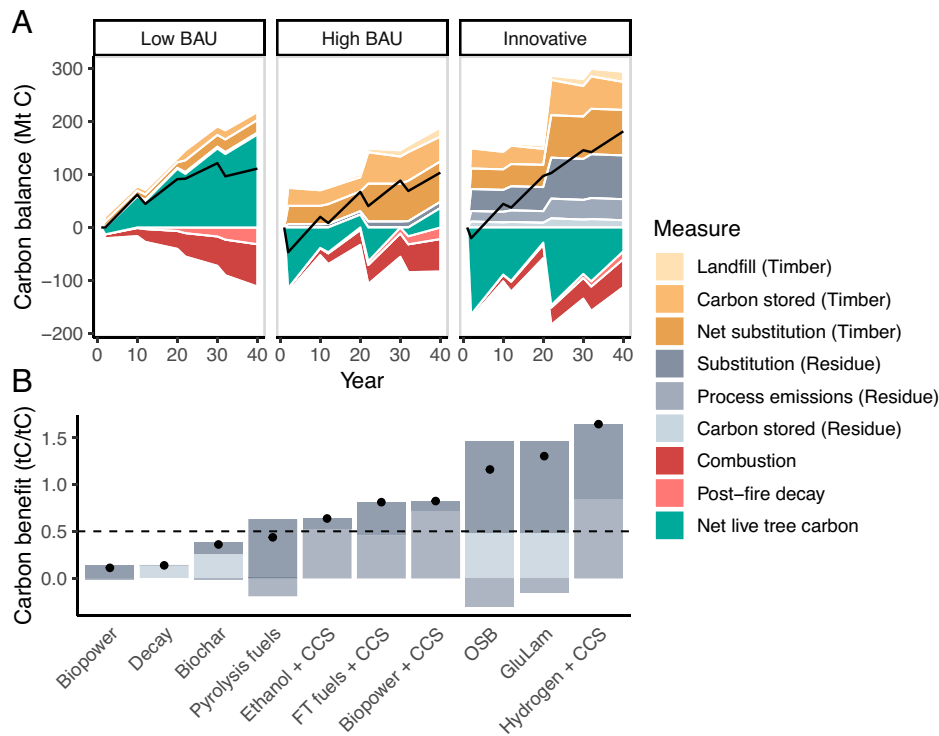 A
Low BAU
High BAU
Innovative
Carbon balance (Mt C)
300
200
100
0
−100
−200
0 10 20 30 40
0 10 20 30 40
0 10 20 30 40
Year
B
Carbon benefit (tC/tC)
1.5
1.0
0.5
0.0
Biopower
Decay
Biochar
Pyrolysis fuels
Ethanol + CCS
FT fuels + CCS
Biopower + CCS
OSB
GluLam
Hydrogen + CCS
Measure
Landfill (Timber)
Carbon stored (Timber)
Net substitution (Timber)
Substitution (Residue)
Process emissions (Residue)
Carbon stored (Residue)
Combustion
Post−fire decay
Net live tree carbon